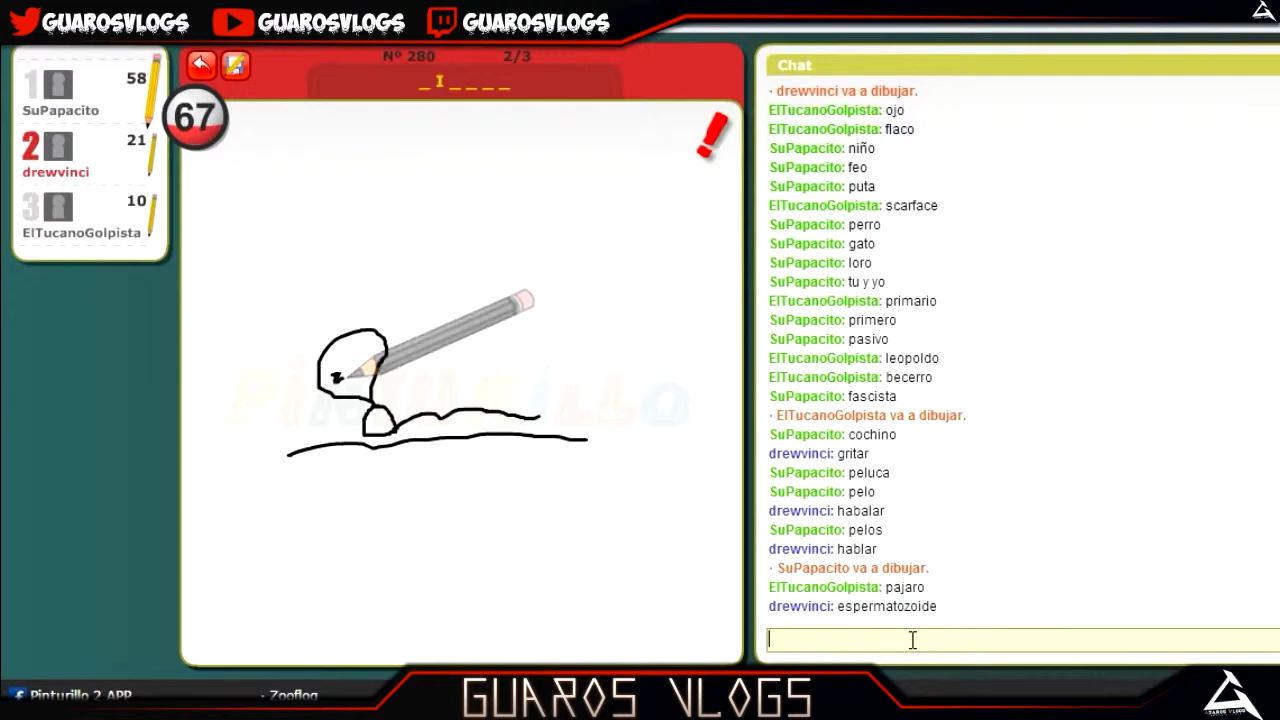 GUAROSVLOGS GUAROSVLOGS GUAROSVLOGS
Nº 280 2/3
_ I _ _ _ _
67
1 58
SuPapacito
2 21
drewvinci
3 10
ElTucanoGolpista
PINTURILLO
Chat
· drewvinci va a dibujar.
ElTucanoGolpista: ojo
ElTucanoGolpista: flaco
SuPapacito: niño
SuPapacito: feo
SuPapacito: puta
ElTucanoGolpista: scarface
SuPapacito: perro
SuPapacito: gato
SuPapacito: loro
SuPapacito: tu y yo
ElTucanoGolpista: primario
SuPapacito: primero
SuPapacito: pasivo
ElTucanoGolpista: leopoldo
ElTucanoGolpista: becerro
SuPapacito: fascista
· ElTucanoGolpista va a dibujar.
SuPapacito: cochino
drewvinci: gritar
SuPapacito: peluca
SuPapacito: pelo
drewvinci: habalar
SuPapacito: pelos
drewvinci: hablar
· SuPapacito va a dibujar.
ElTucanoGolpista: pajaro
drewvinci: espermatozoide
Pinturillo 2 APP · Zooflog
GUAROS VLOGS